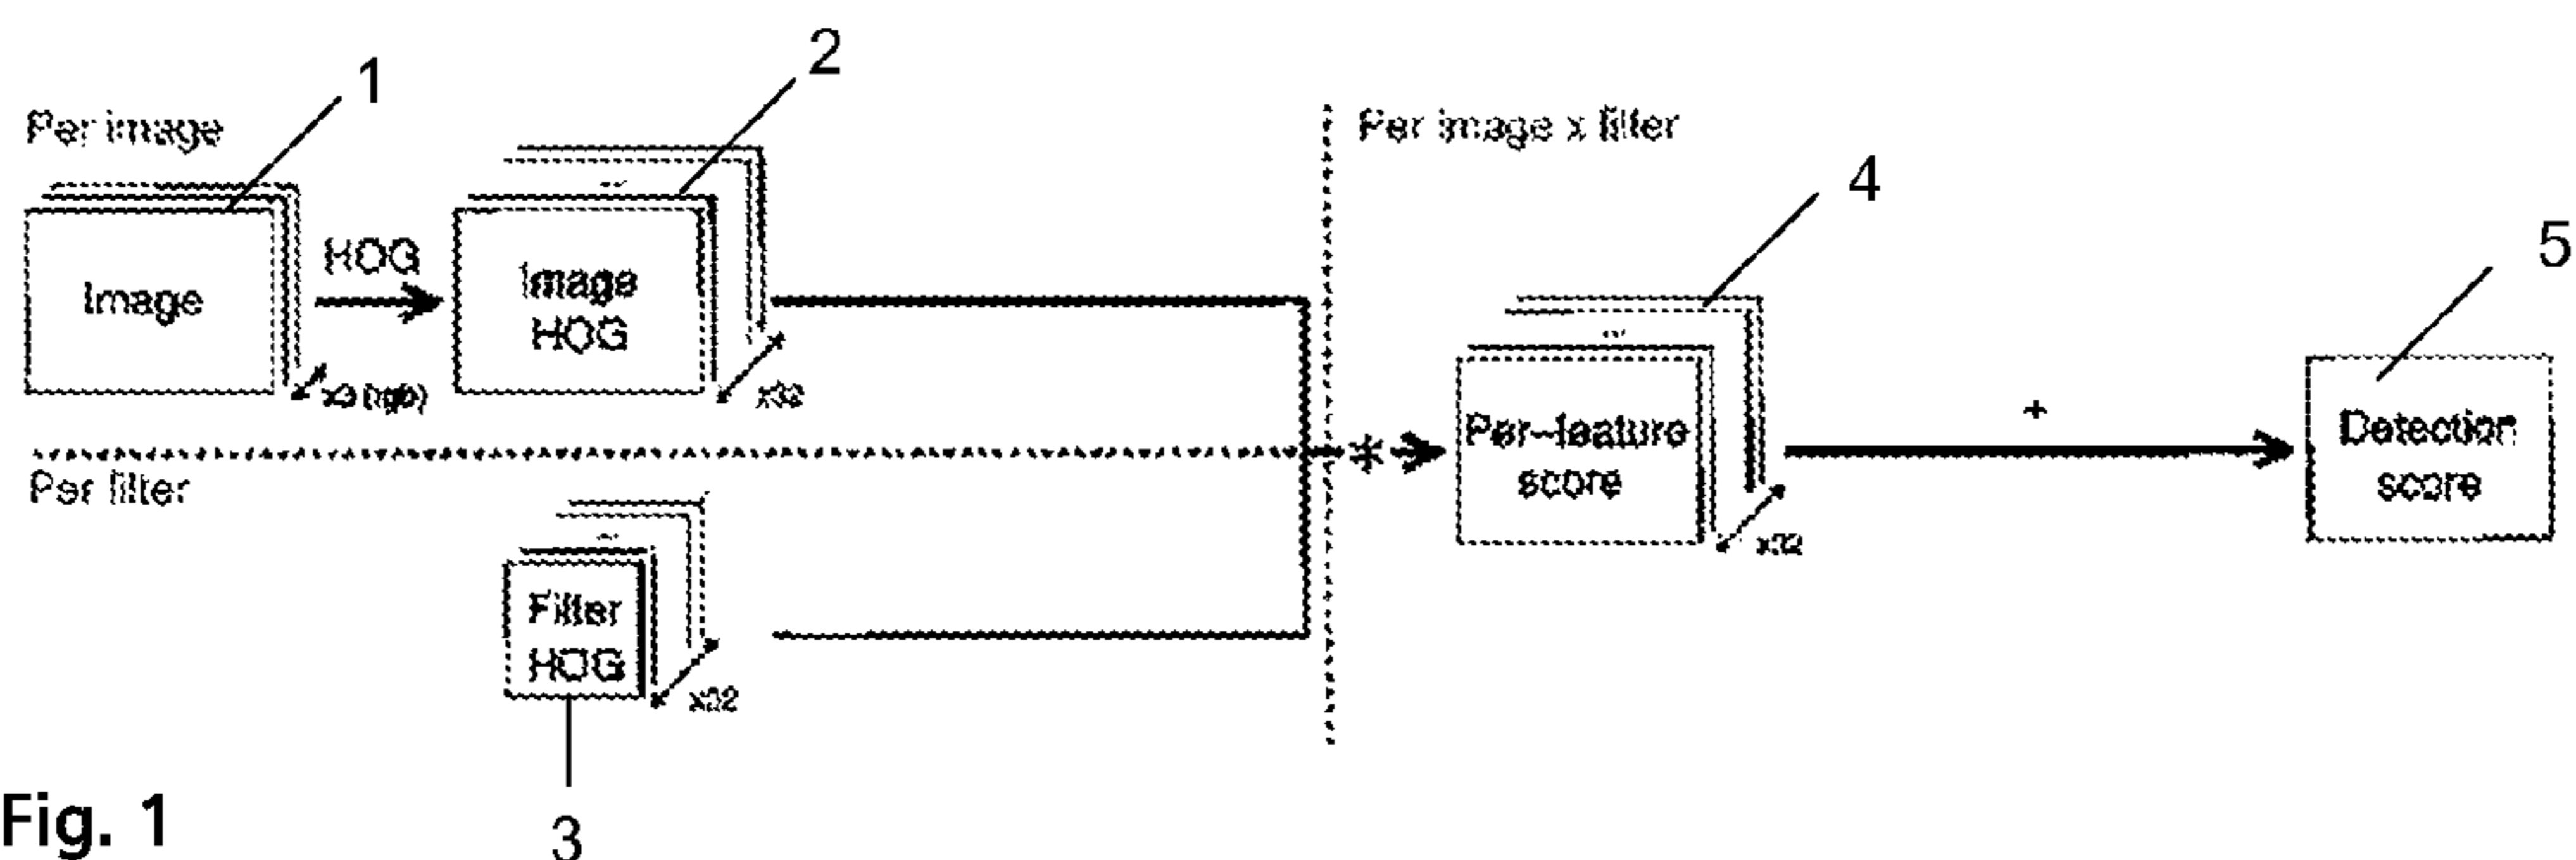 1
2
Per image
Per image x filter
4
HOG
5
Image
Image
HOG
x3 (rgb)
x32
*
Per-feature
score
+
Detection
score
Per filter
x32
Filter
HOG
x32
3
Fig. 1